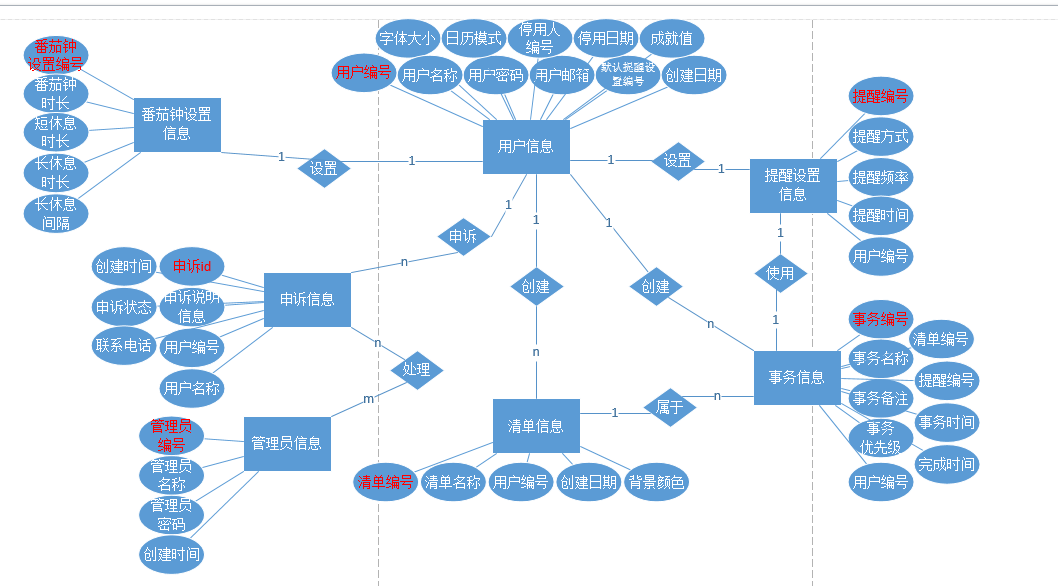 字体大小
日历模式
停用人
编号
停用日期
成就值
用户编号
用户名称
用户密码
用户邮箱
默认提醒设
置编号
创建日期
番茄钟
设置编号
番茄钟
时长
短休息
时长
长休息
时长
长休息
间隔
番茄钟设置
信息
1
设置
1
用户信息
1
设置
1
提醒设置
信息
提醒编号
提醒方式
提醒频率
提醒时间
用户编号
1
使用
1
1
申诉
n
1
创建
n
1
创建
n
创建时间
申诉id
申诉状态
申诉说明
信息
联系电话
用户编号
用户名称
申诉信息
n
处理
m
管理员信息
管理员
编号
管理员
名称
管理员
密码
创建时间
清单信息
1
属于
n
清单编号
清单名称
用户编号
创建日期
背景颜色
事务信息
事务编号
清单编号
事务名称
提醒编号
事务备注
事务时间
事务
优先级
完成时间
用户编号